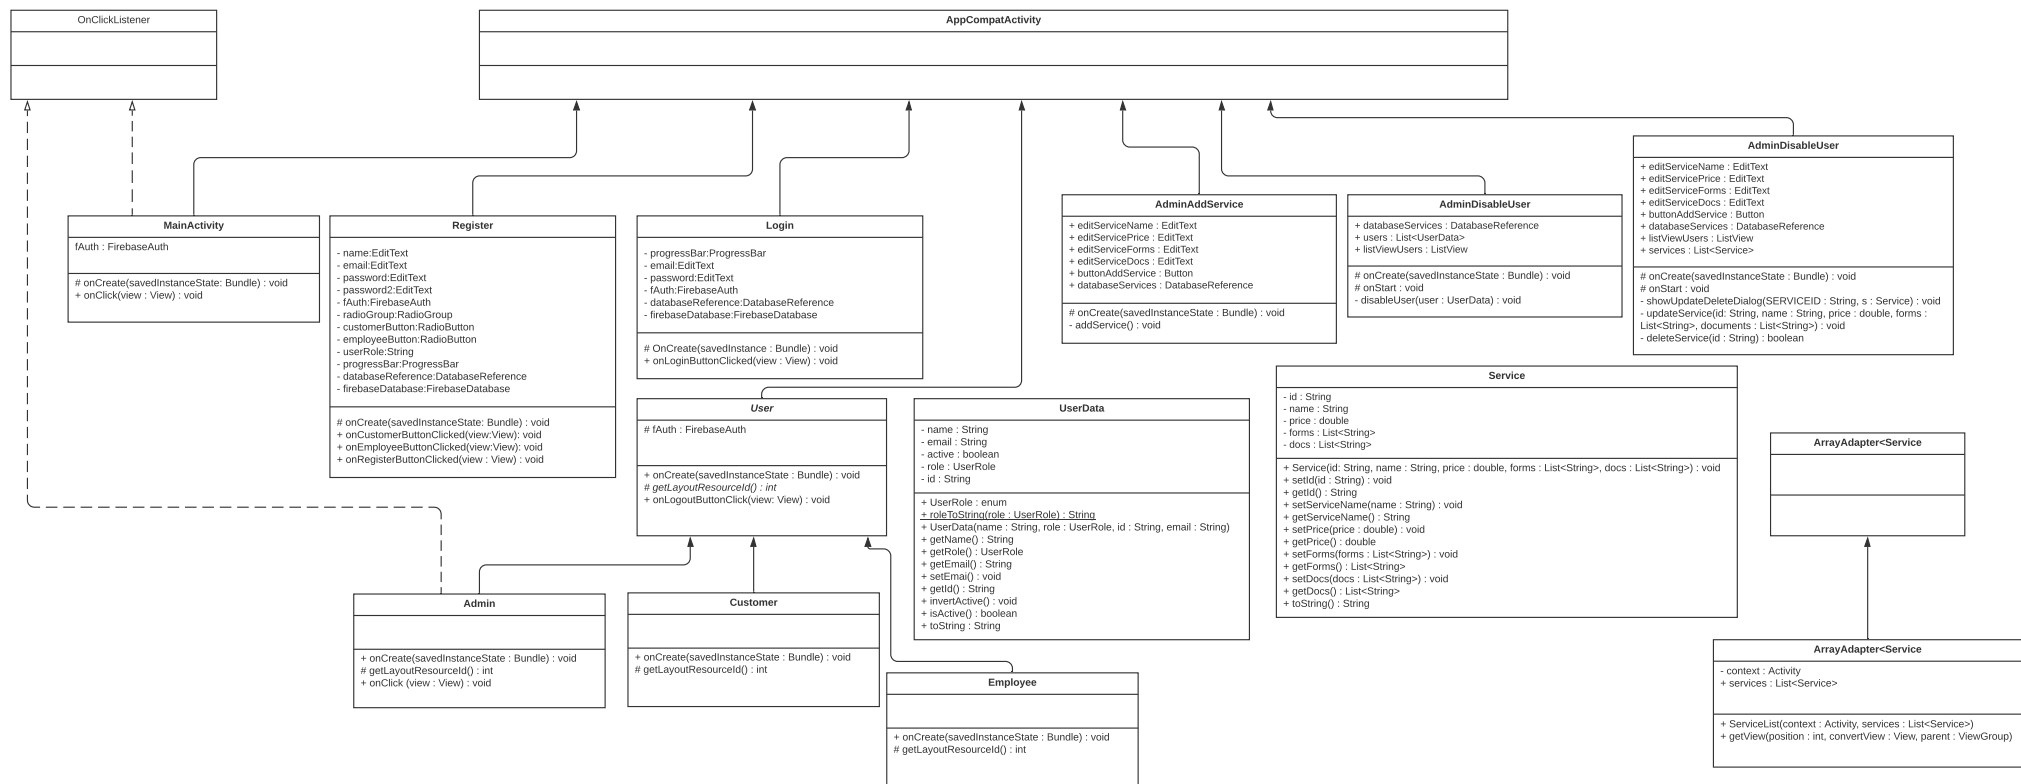 OnClickListener
AppCompatActivity
MainActivity
fAuth : FirebaseAuth
# onCreate(savedInstanceState: Bundle) : void
+ onClick(view : View) : void
Register
- name:EditText
- email:EditText
- password:EditText
- password2:EditText
- fAuth:FirebaseAuth
- radioGroup:RadioGroup
- customerButton:RadioButton
- employeeButton:RadioButton
- userRole:String
- progressBar:ProgressBar
- databaseReference:DatabaseReference
- firebaseDatabase:FirebaseDatabase
# onCreate(savedInstanceState: Bundle) : void
+ onCustomerButtonClicked(view:View): void
+ onEmployeeButtonClicked(view:View): void
+ onRegisterButtonClicked(view : View) : void
Login
- progressBar:ProgressBar
- email:EditText
- password:EditText
- fAuth:FirebaseAuth
- databaseReference:DatabaseReference
- firebaseDatabase:FirebaseDatabase
# OnCreate(savedInstance : Bundle) : void
+ onLoginButtonClicked(view : View) : void
AdminAddService
+ editServiceName : EditText
+ editServicePrice : EditText
+ editServiceForms : EditText
+ editServiceDocs : EditText
+ buttonAddService : Button
+ databaseServices : DatabaseReference
# onCreate(savedInstanceState : Bundle) : void
- addService() : void
AdminDisableUser
+ databaseServices : DatabaseReference
+ users : List<UserData>
+ listViewUsers : ListView
# onCreate(savedInstanceState : Bundle) : void
# onStart : void
- disableUser(user : UserData) : void
AdminDisableUser
+ editServiceName : EditText
+ editServicePrice : EditText
+ editServiceForms : EditText
+ editServiceDocs : EditText
+ buttonAddService : Button
+ databaseServices : DatabaseReference
+ listViewUsers : ListView
+ services : List<Service>
# onCreate(savedInstanceState : Bundle) : void
# onStart : void
- showUpdateDeleteDialog(SERVICEID : String, s : Service) : void
- updateService(id: String, name : String, price : double, forms :
List<String>, documents : List<String>) : void
- deleteService(id : String) : boolean
User
# fAuth : FirebaseAuth
+ onCreate(savedInstanceState : Bundle) : void
# getLayoutResourceId() : int
+ onLogoutButtonClick(view: View) : void
UserData
- name : String
- email : String
- active : boolean
- role : UserRole
- id : String
+ UserRole : enum
+ roleToString(role : UserRole) : String
+ UserData(name : String, role : UserRole, id : String, email : String)
+ getName() : String
+ getRole() : UserRole
+ getEmail() : String
+ setEmai() : void
+ getId() : String
+ invertActive() : void
+ isActive() : boolean
+ toString : String
Service
- id : String
- name : String
- price : double
- forms : List<String>
- docs : List<String>
+ Service(id: String, name : String, price : double, forms : List<String>, docs : List<String>) : void
+ setId(id : String) : void
+ getId() : String
+ setServiceName(name : String) : void
+ getServiceName() : String
+ setPrice(price : double) : void
+ getPrice() : double
+ setForms(forms : List<String>) : void
+ getForms() : List<String>
+ setDocs(docs : List<String>) : void
+ getDocs() : List<String>
+ toString() : String
ArrayAdapter<Service
Admin
+ onCreate(savedInstanceState : Bundle) : void
# getLayoutResourceId() : int
+ onClick (view : View) : void
Customer
+ onCreate(savedInstanceState : Bundle) : void
# getLayoutResourceId() : int
Employee
+ onCreate(savedInstanceState : Bundle) : void
# getLayoutResourceId() : int
ArrayAdapter<Service
- context : Activity
+ services : List<Service>
+ ServiceList(context : Activity, services : List<Service>)
+ getView(position : int, convertView : View, parent : ViewGroup)